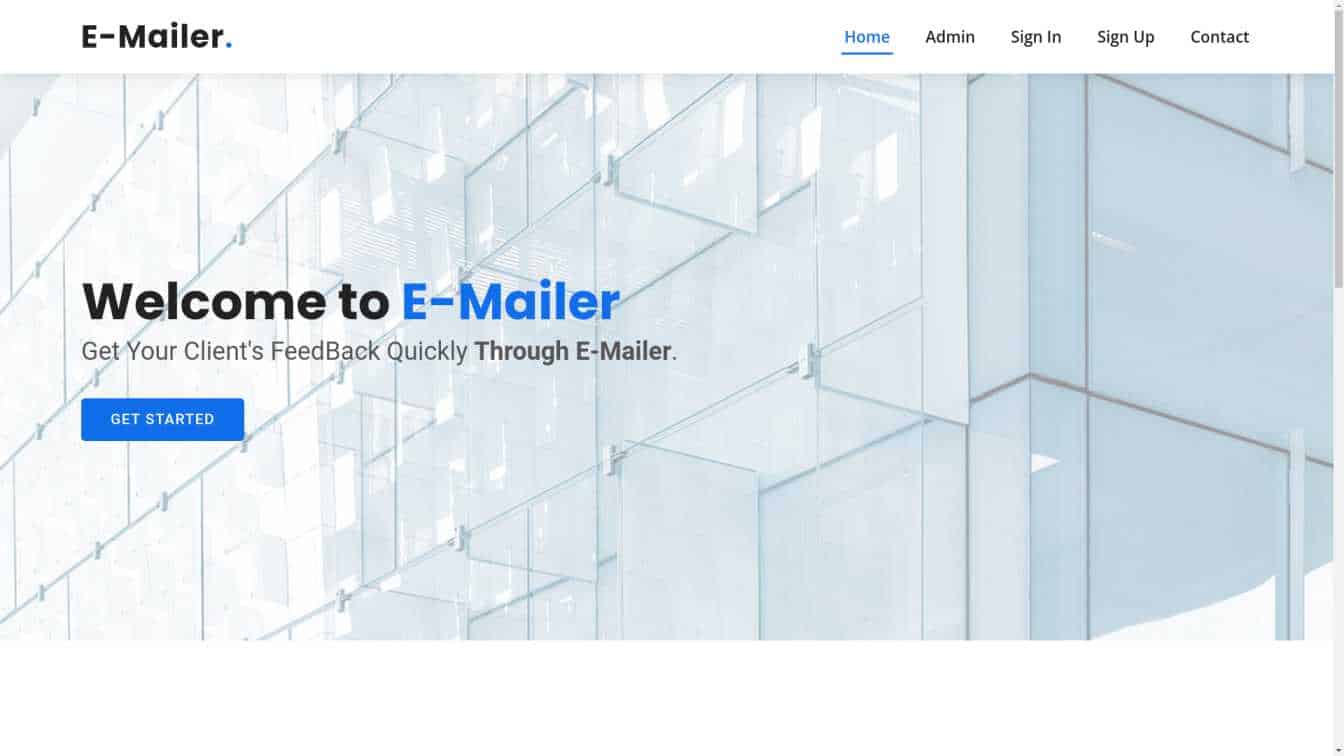 E-Mailer.
Home Admin Sign In Sign Up Contact
Welcome to E-Mailer
Get Your Client's FeedBack Quickly Through E-Mailer.
GET STARTED